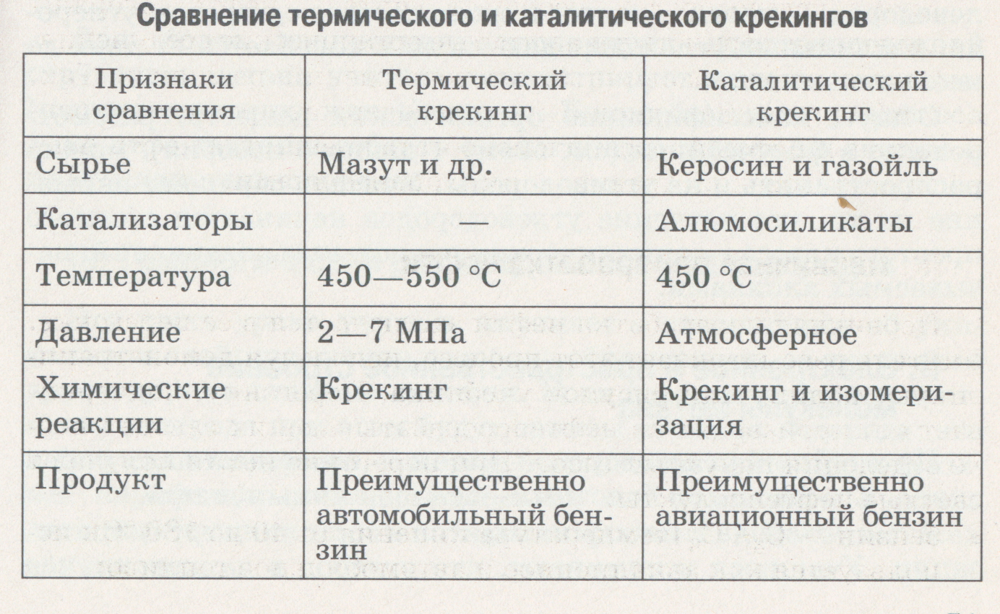 Сравнение термического и каталитического крекингов
Признаки
сравнения
Термический
крекинг
Каталитический
крекинг
Сырье
Мазут и др.
Керосин и газойль
Катализаторы
—
Алюмосиликаты
Температура
450—550 °С
450 °С
Давление
2—7 МПа
Атмосферное
Химические
реакции
Крекинг
Крекинг и изомери-
зация
Продукт
Преимущественно
автомобильный бен-
зин
Преимущественно
авиационный бензин